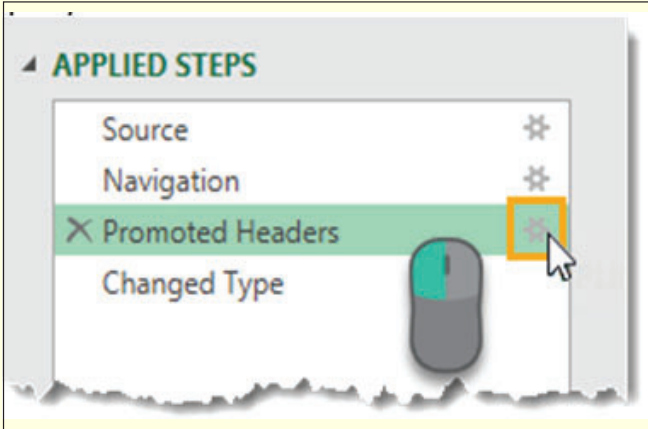 APPLIED STEPS
Source
Navigation
Promoted Headers
Changed Type